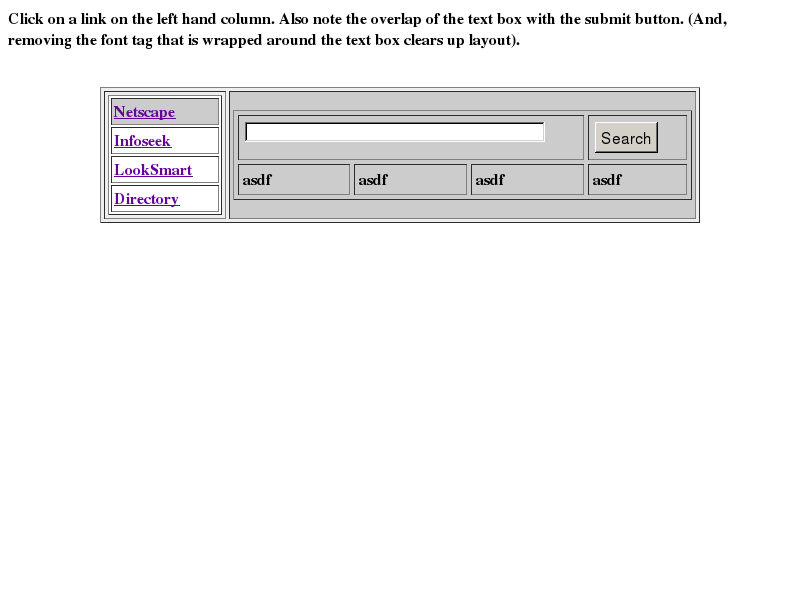 Click on a link on the left hand column. Also note the overlap of the text box with the submit button. (And,
removing the font tag that is wrapped around the text box clears up layout).
Netscape
Infoseek
LookSmart
Directory
Search
asdf asdf asdf asdf